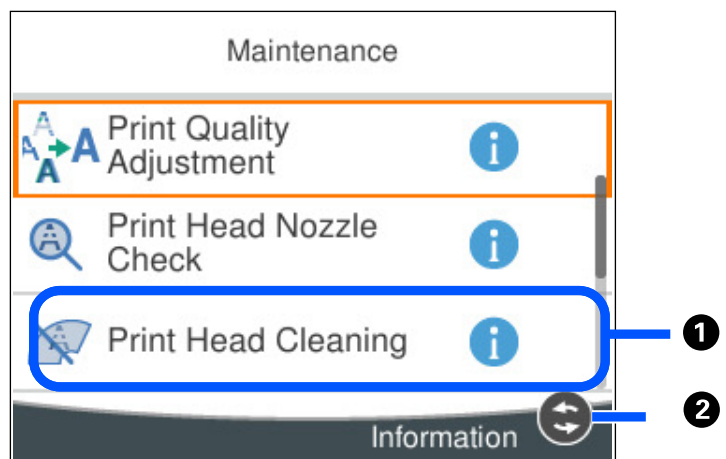 Maintenance
Print Quality
Adjustment
Print Head Nozzle
Check
Print Head Cleaning
1
2
Information